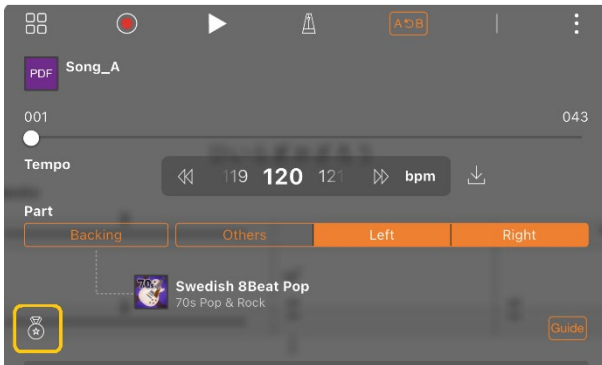 A B
PDF
Song_A
001 043
Tempo
119 120 121 bpm
Part
Backing Others Left Right
70s
Swedish 8Beat Pop
70s Pop & Rock
Guide